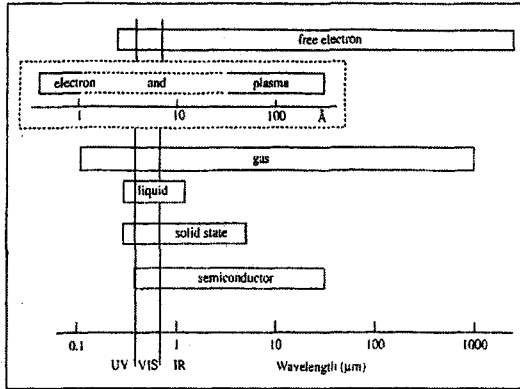 free electron
electron and plasma
1 10 100 Å
gas
liquid
solid state
semiconductor
0.1 1 10 100 1000
UV VIS IR Wavelength (μm)